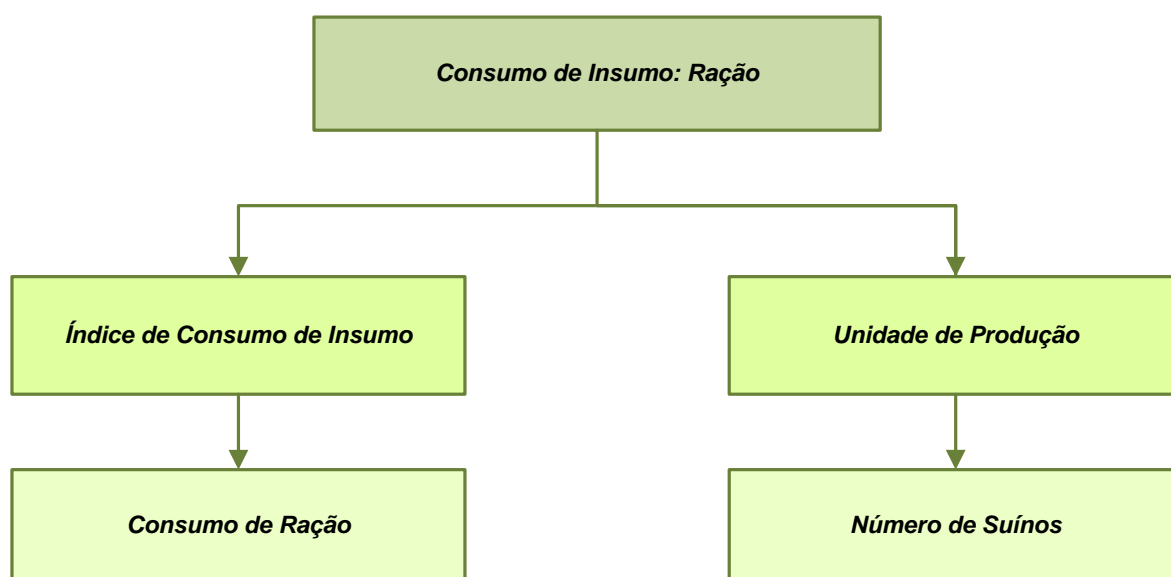 Consumo de Insumo: Ração
Índice de Consumo de Insumo
Unidade de Produção
Consumo de Ração
Número de Suínos